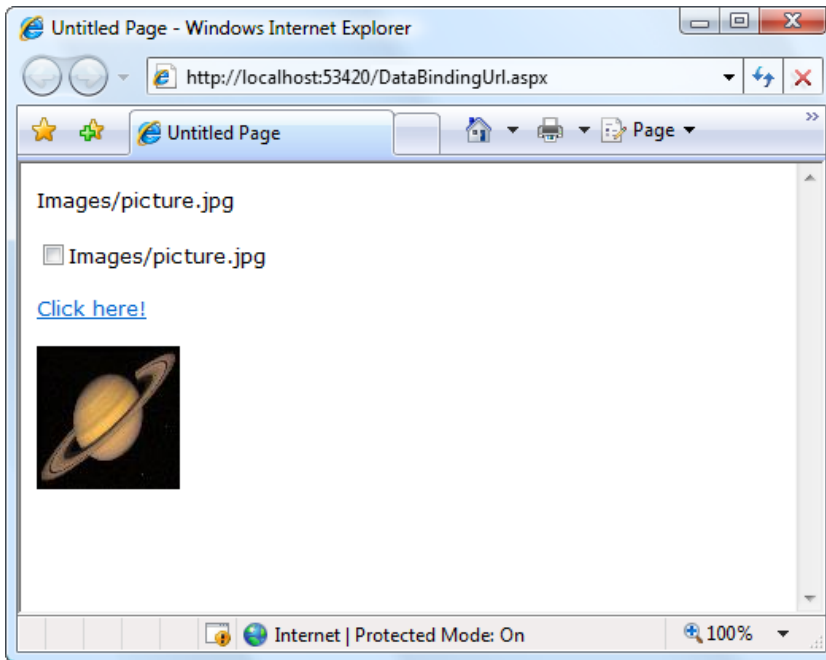 Untitled Page - Windows Internet Explorer
http://localhost:53420/DataBindingUrl.aspx
Untitled Page
Page
Images/picture.jpg
Images/picture.jpg
Click here!
Internet | Protected Mode: On
100%